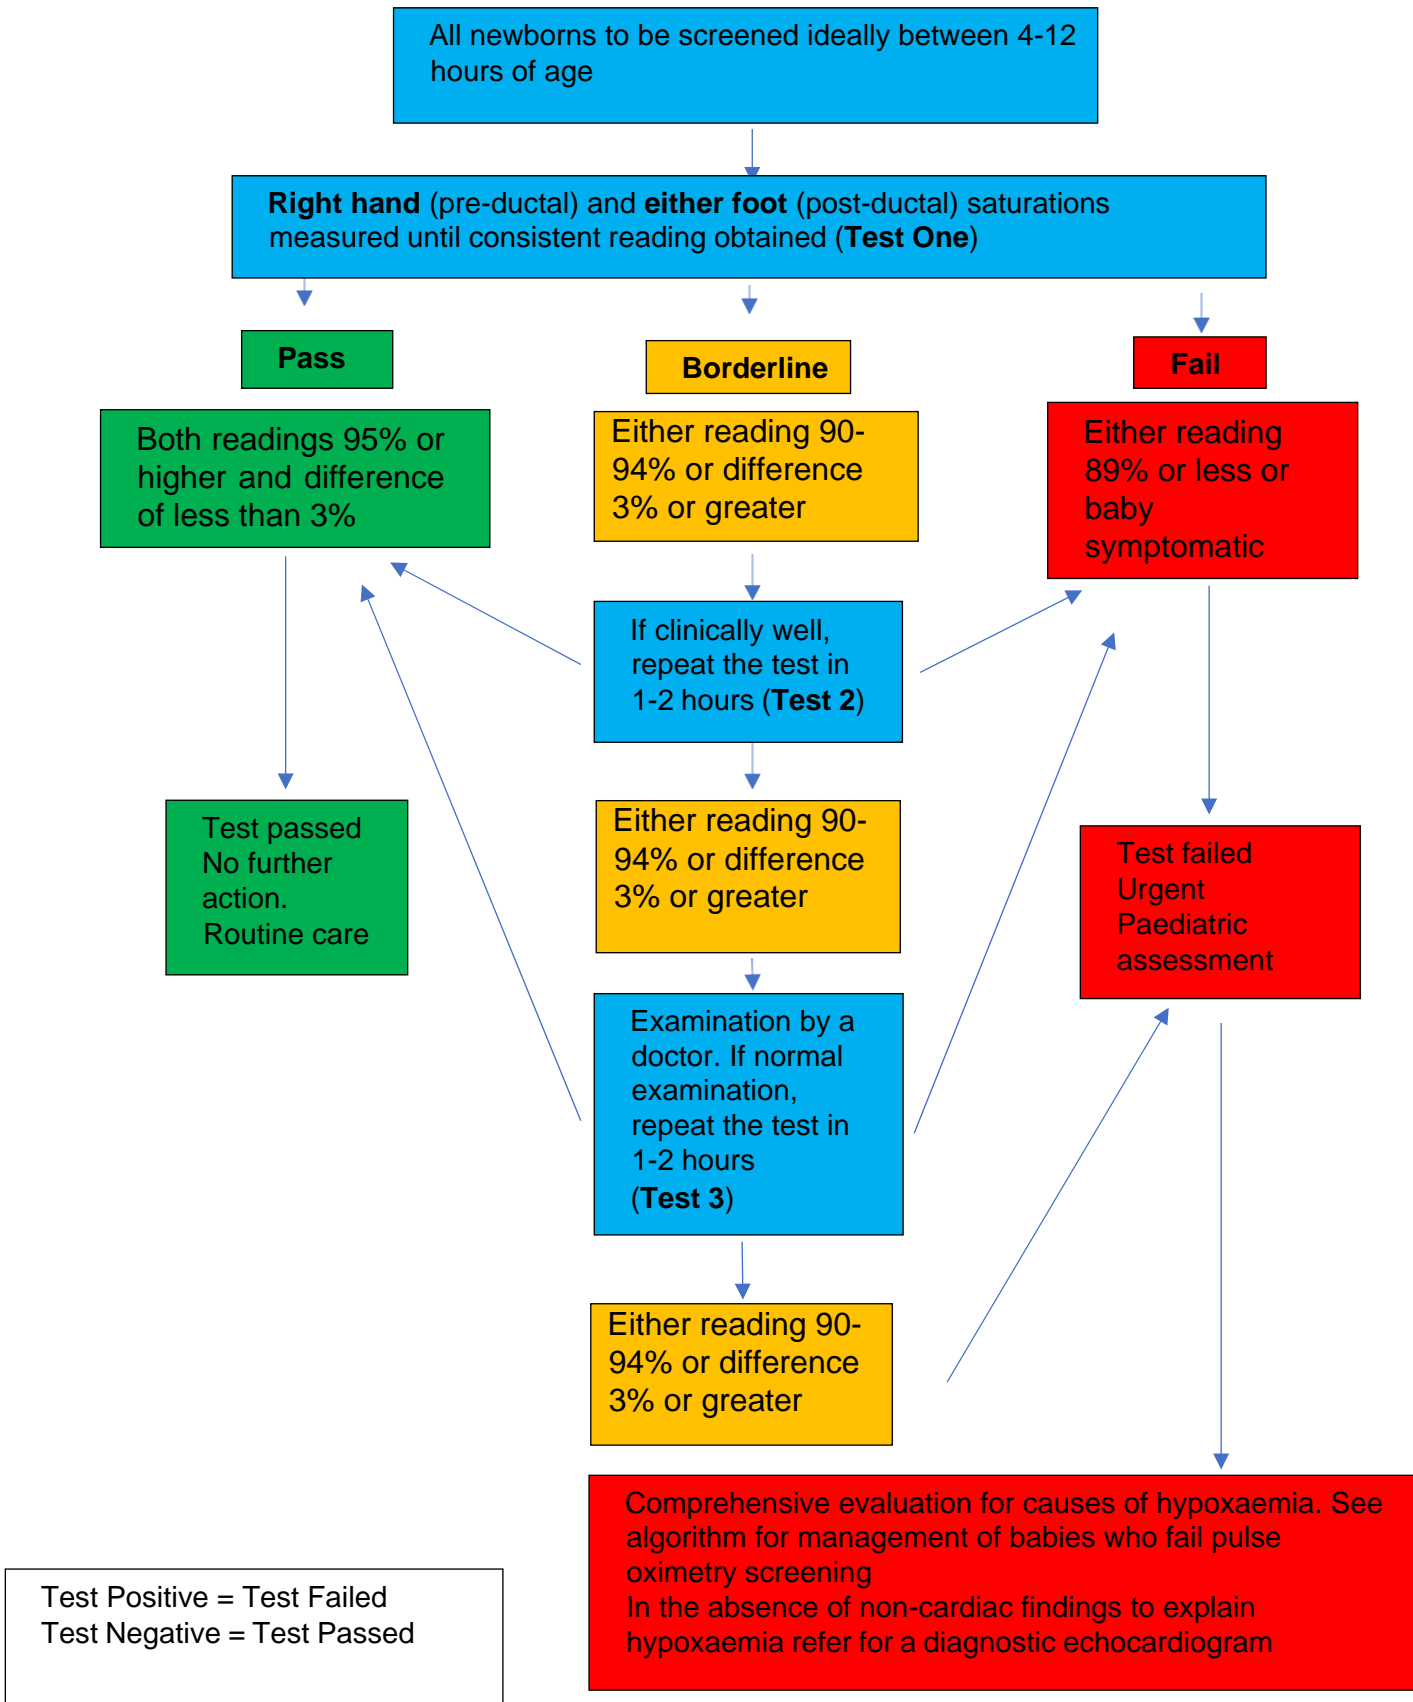 All newborns to be screened ideally between 4-12
hours of age
Right hand (pre-ductal) and either foot (post-ductal) saturations
measured until consistent reading obtained (Test One)
Pass
Borderline
Fail
Both readings 95% or
higher and difference
of less than 3%
Either reading 90-
94% or difference
3% or greater
Either reading
89% or less or
baby
symptomatic
If clinically well,
repeat the test in
1-2 hours (Test 2)
Test passed
No further
action.
Routine care
Either reading 90-
94% or difference
3% or greater
Test failed
Urgent
Paediatric
assessment
Examination by a
doctor. If normal
examination,
repeat the test in
1-2 hours
(Test 3)
Either reading 90-
94% or difference
3% or greater
Comprehensive evaluation for causes of hypoxaemia. See
algorithm for management of babies who fail pulse
oximetry screening
In the absence of non-cardiac findings to explain
hypoxaemia refer for a diagnostic echocardiogram
Test Positive = Test Failed
Test Negative = Test Passed